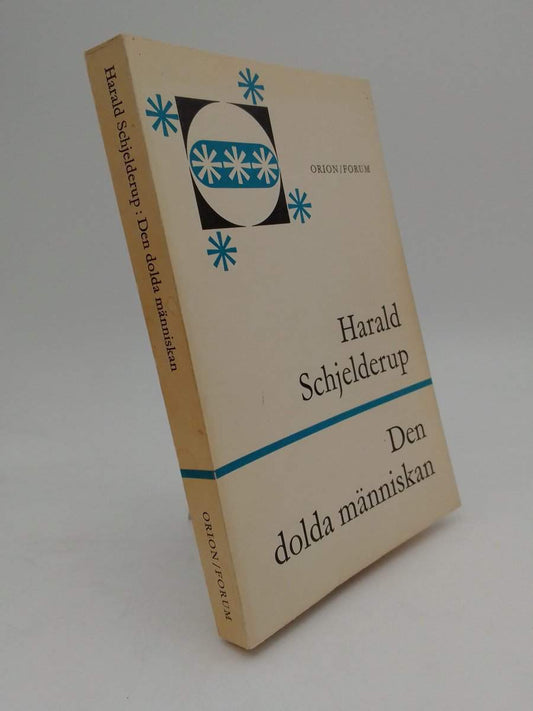 Harald Schjelderup : Den dolda människan
ORION/FORUM
ORION/FORUM
Harald
Schjelderup
Den
dolda människan